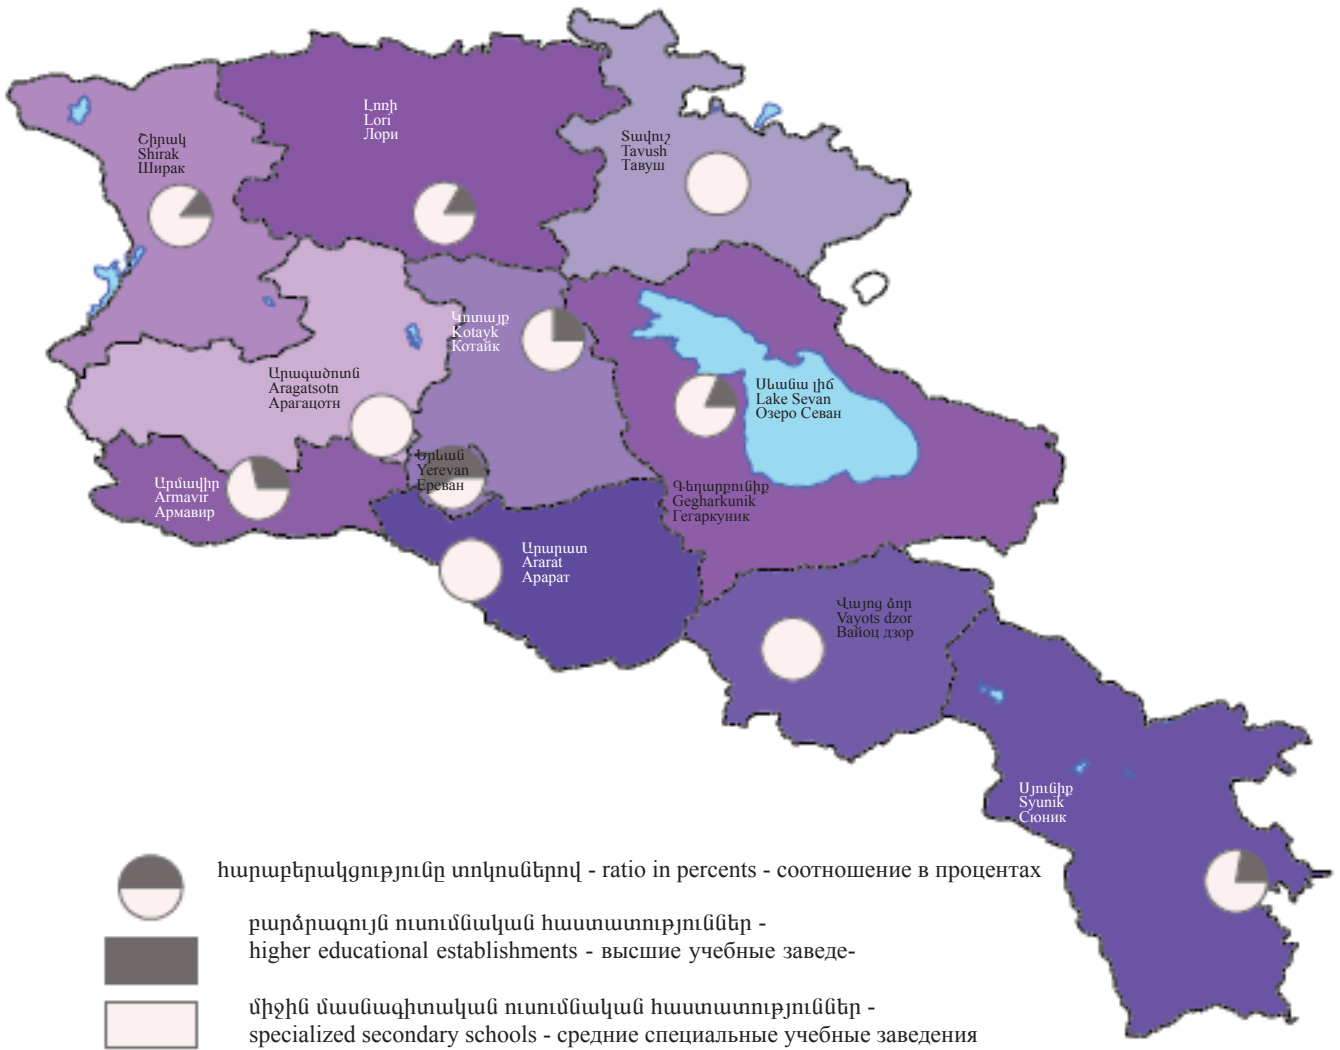 Շիրակ
Shirak
Ширак
Լոռի
Lori
Лори
Տավուշ
Tavush
Тавуш
Կոտայք
Kotayk
Котайк
Արագածոտն
Aragatsotn
Арагацотн
Սևանա լիճ
Lake Sevan
Озеро Севан
Երևան
Yerevan
Ереван
Արմավիր
Armavir
Армавир
Գեղարքունիք
Gegharkunik
Гегаркуник
Արարատ
Ararat
Арарат
Վայոց ձոր
Vayots dzor
Вайоц дзор
Սյունիք
Syunik
Сюник
հարաբերակցությունը տոկոսներով - ratio in percents - соотношение в процентах
բարձրագույն ուսումնական հաստատություններ -
higher educational establishments - высшие учебные заведе-
միջին մասնագիտական ուսումնական հաստատություններ -
specialized secondary schools - средние специальные учебные заведения